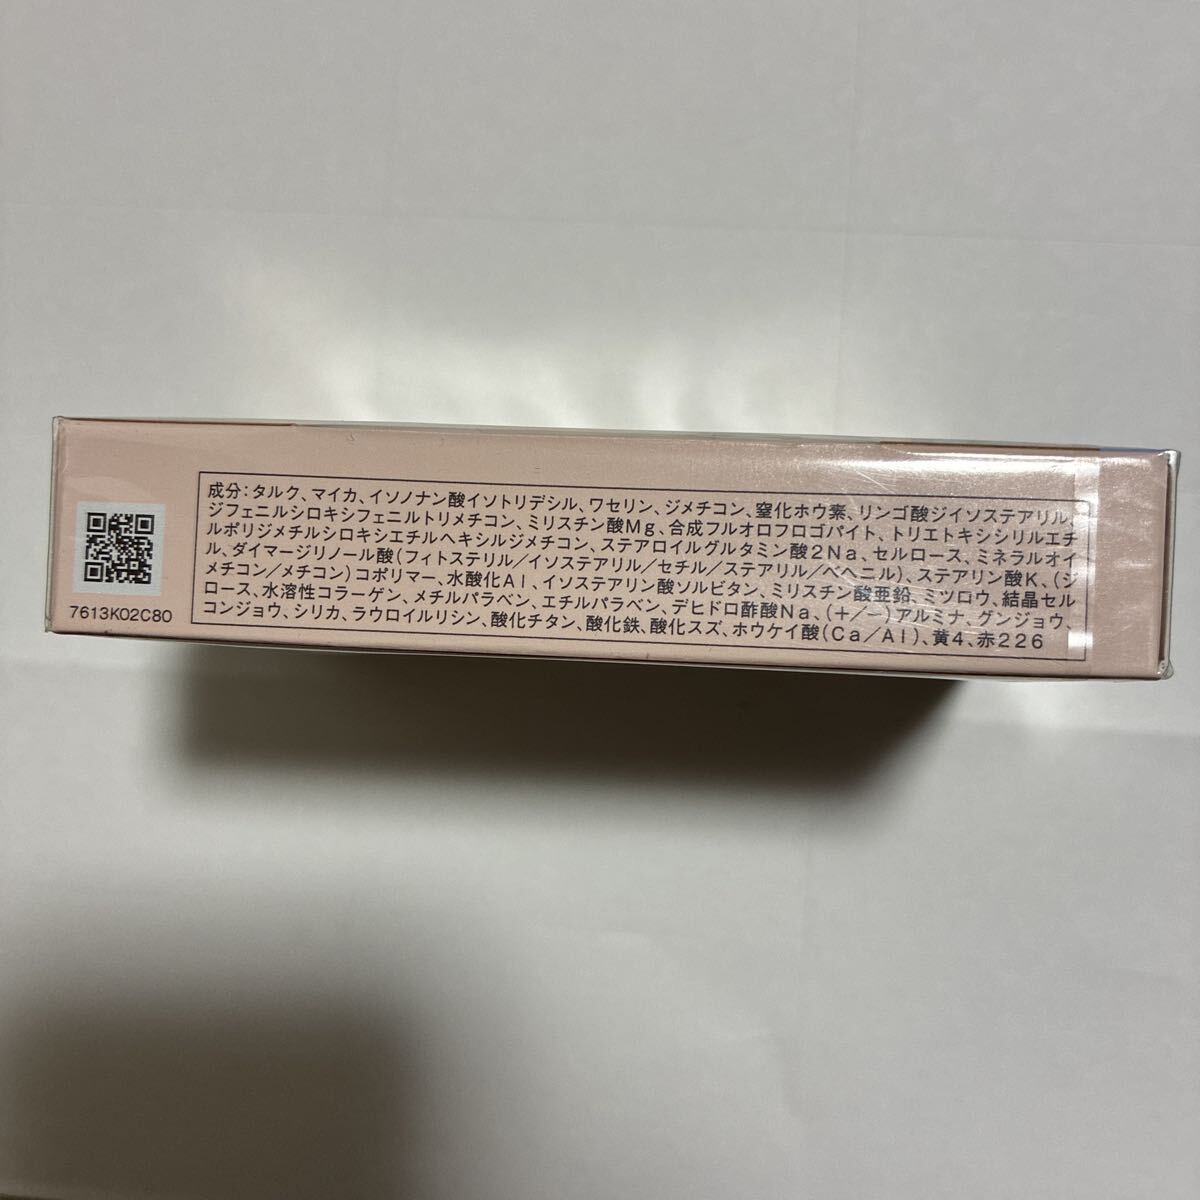 成分：タルク、マイカ、イソノナン酸イソトリデシル、ワセリン、ジメチコン、窒化ホウ素、リンゴ酸ジイソステアリル、
ジフェニルシロキシフェニルトリメチコン、ミリスチン酸Mg、合成フルオロフロゴパイト、トリエトキシシリルエチ
ルポリジメチルシロキシエチルヘキシルジメチコン、ステアロイルグルタミン酸2Na、セルロース、ミネラルオイ
ル、ダイマージリノール酸（フィトステリル／イソステアリル／セチル／ステアリル／ベヘニル）、ステアリン酸K、（ジ
メチコン／メチコン）コポリマー、水酸化Al、イソステアリン酸ソルビタン、ミリスチン酸亜鉛、ミツロウ、結晶セル
ロース、水溶性コラーゲン、メチルパラベン、エチルパラベン、デヒドロ酢酸Na、（＋／−）アルミナ、グンジョウ、
コンジョウ、シリカ、ラウロイルリシン、酸化チタン、酸化鉄、酸化スズ、ホウケイ酸（Ca／Al）、黄4、赤226
7613K02C80